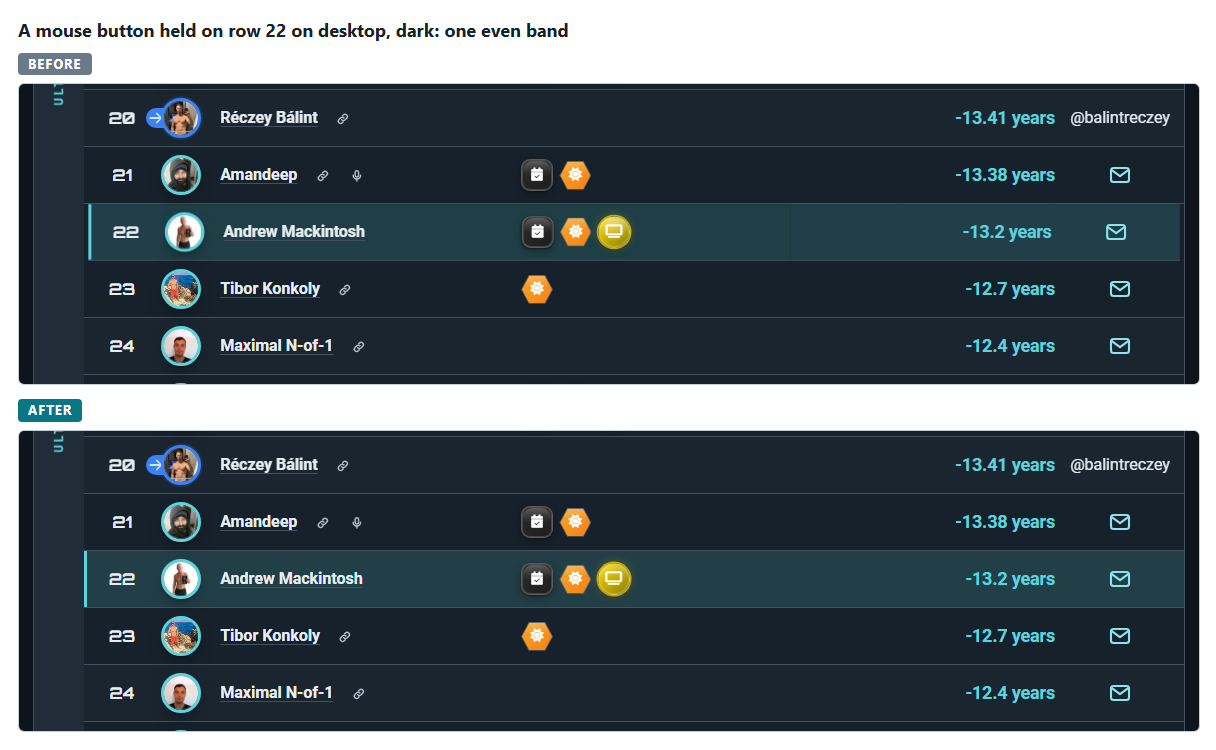 A mouse button held on row 22 on desktop, dark: one even band
BEFORE
ULT
20 Réczey Bálint -13.41 years @balintreczey
21 Amandeep -13.38 years
22 Andrew Mackintosh -13.2 years
23 Tibor Konkoly -12.7 years
24 Maximal N-of-1 -12.4 years
AFTER
20 Réczey Bálint -13.41 years @balintreczey
21 Amandeep -13.38 years
22 Andrew Mackintosh -13.2 years
23 Tibor Konkoly -12.7 years
24 Maximal N-of-1 -12.4 years